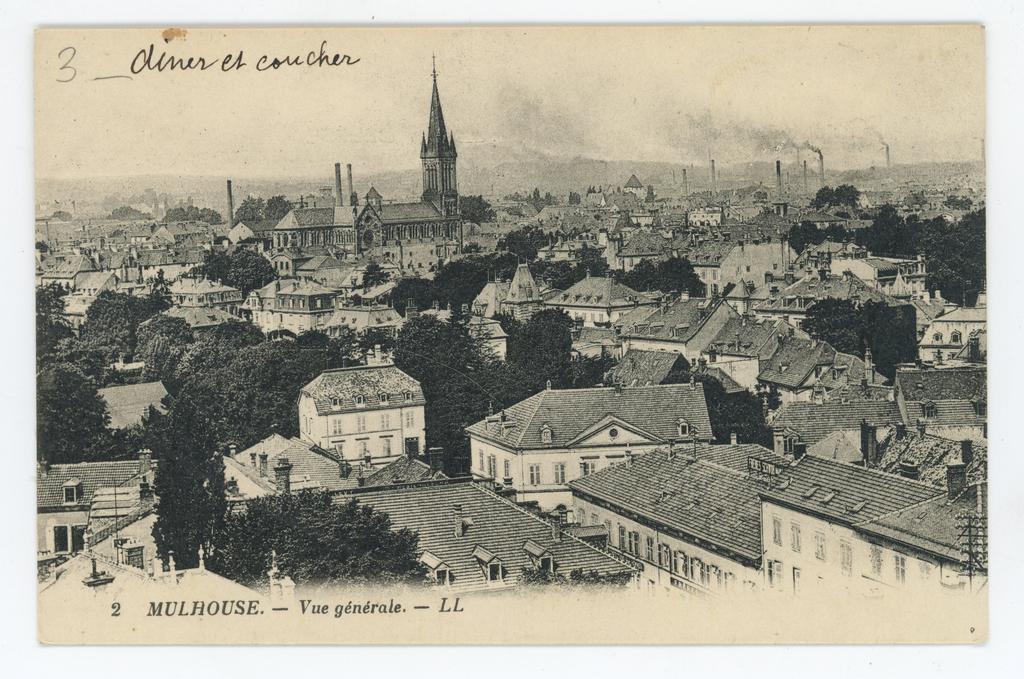 3 _ diner et coucher
2 MULHOUSE. — Vue générale. — LL